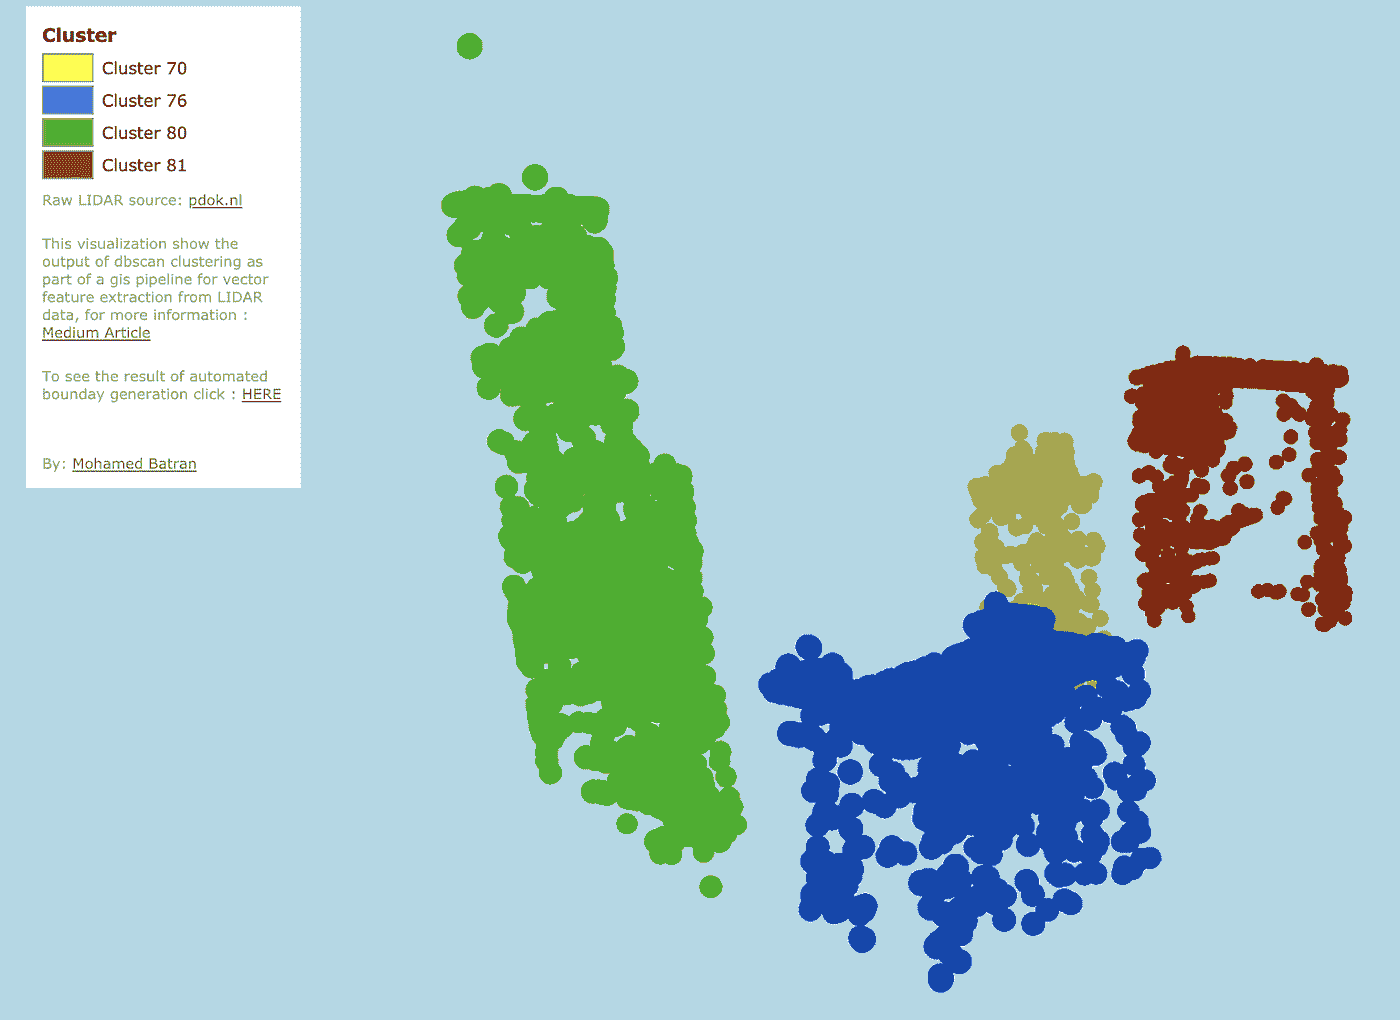 Cluster
Cluster 70
Cluster 76
Cluster 80
Cluster 81
Raw LIDAR source: pdok.nl
This visualization show the
output of dbscan clustering as
part of a gis pipeline for vector
feature extraction from LIDAR
data, for more information :
Medium Article
To see the result of automated
bounday generation click : HERE
By: Mohamed Batran